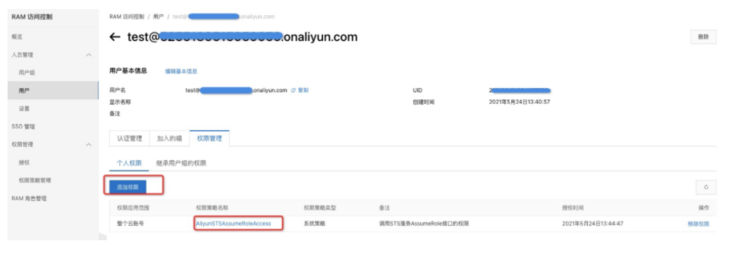 RAM 访问控制
RAM 访问控制 / 用户 / test@ onaliyun.com
← test@ .onaliyun.com
删除
概览
人员管理
用户组
用户
设置
SSO 管理
权限管理
授权
权限策略管理
RAM 角色管理
用户基本信息 编辑基本信息
用户名 test@ .onaliyun.com 复制 UID
显示名称 创建时间 2021年5月24日13:40:57
备注
认证管理 加入的组 权限管理
个人权限 继承用户组的权限
添加权限
权限应用范围 权限策略名称 权限策略类型 备注 授权时间 操作
整个云账号 AliyunSTSAssumeRoleAccess 系统策略 调用STS服务AssumeRole接口的权限 2021年5月24日13:44:47 移除权限